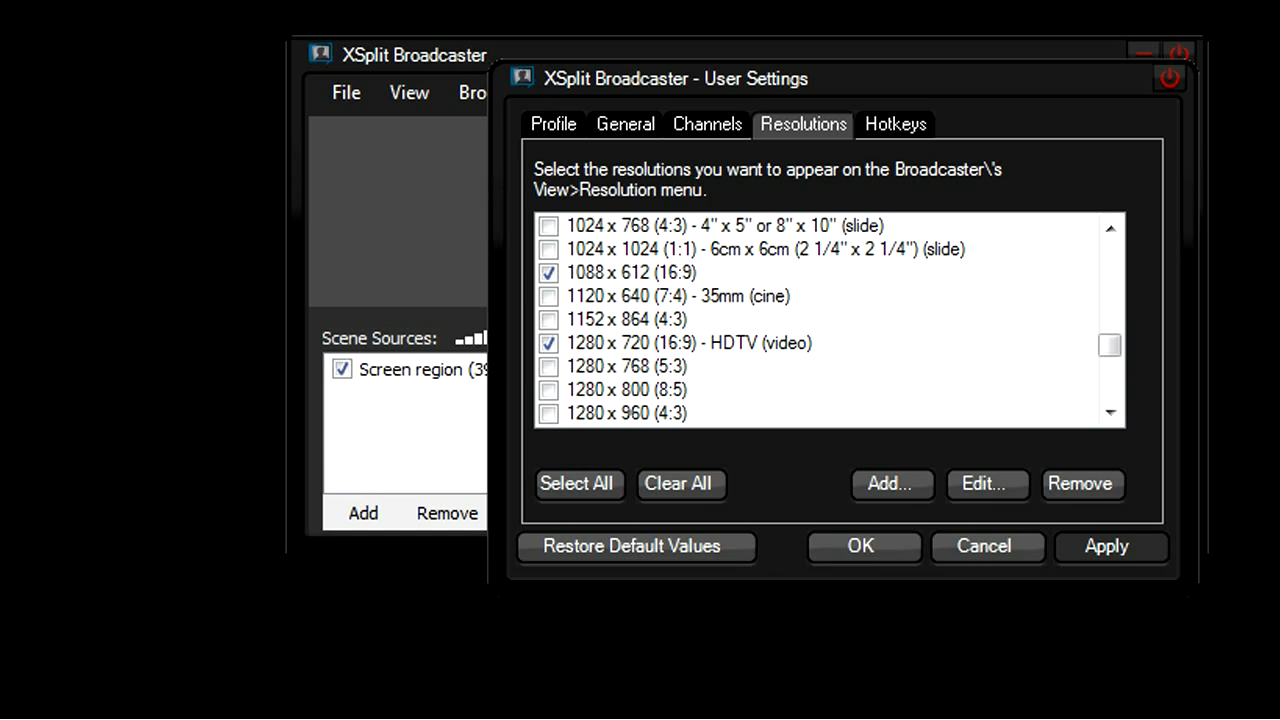 XSplit Broadcaster
File View Bro
Scene Sources:
Screen region (39
Add Remove
XSplit Broadcaster - User Settings
Profile General Channels Resolutions Hotkeys
Select the resolutions you want to appear on the Broadcaster\'s
View>Resolution menu.
1024 x 768 (4:3) - 4" x 5" or 8" x 10" (slide)
1024 x 1024 (1:1) - 6cm x 6cm (2 1/4" x 2 1/4") (slide)
1088 x 612 (16:9)
1120 x 640 (7:4) - 35mm (cine)
1152 x 864 (4:3)
1280 x 720 (16:9) - HDTV (video)
1280 x 768 (5:3)
1280 x 800 (8:5)
1280 x 960 (4:3)
Select All Clear All Add... Edit... Remove
Restore Default Values OK Cancel Apply